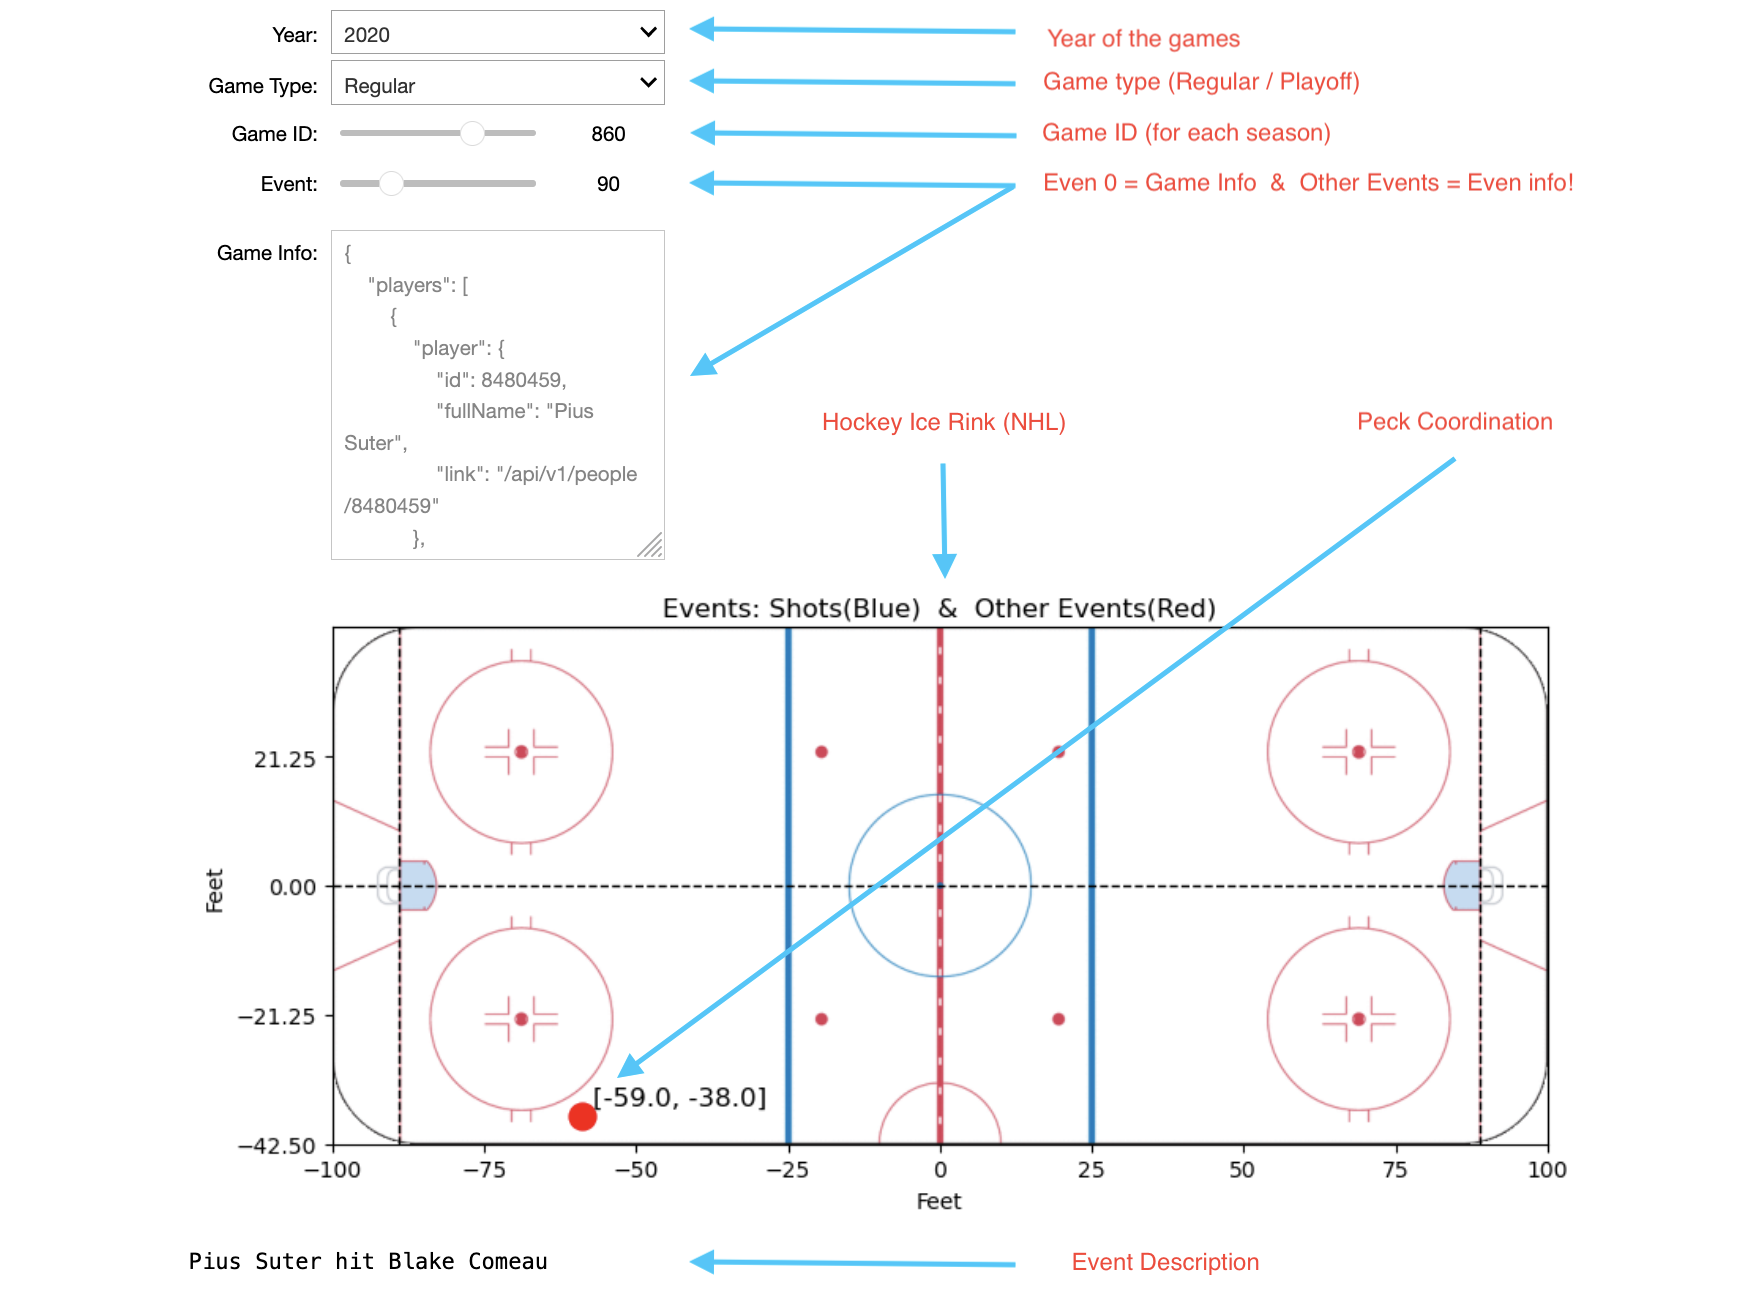 Year: 2020 Year of the games
Game Type: Regular Game type (Regular / Playoff)
Game ID: 860 Game ID (for each season)
Event: 90 Even 0 = Game Info & Other Events = Even info!
Game Info:
{
"players": [
{
"player": {
"id": 8480459,
"fullName": "Pius
Suter",
"link": "/api/v1/people
/8480459"
},
Hockey Ice Rink (NHL)
Peck Coordination
Events: Shots(Blue) & Other Events(Red)
21.25
0.00
−21.25
−42.50
Feet
[-59.0, -38.0]
−100 −75 −50 −25 0 25 50 75 100
Feet
Pius Suter hit Blake Comeau
Event Description